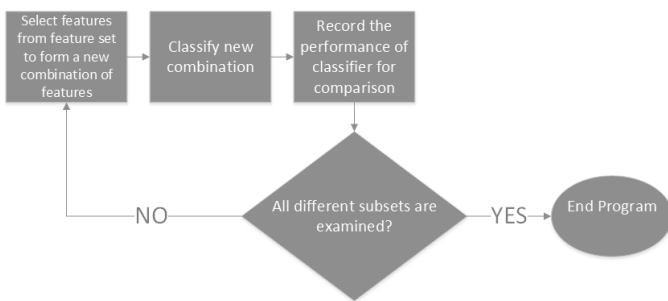 Select features
from feature set
to form a new
combination of
features
Classify new
combination
Record the
performance of
classifier for
comparison
All different subsets are
examined?
NO
YES
End Program